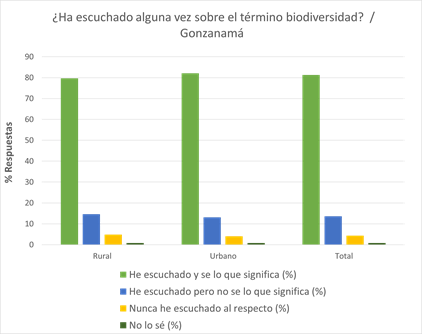 ¿Ha escuchado alguna vez sobre el término biodiversidad? /
Gonzanamá
90
80
70
60
50
40
30
20
10
0
% Respuestas
Rural Urbano Total
He escuchado y se lo que significa (%)
He escuchado pero no se lo que significa (%)
Nunca he escuchado al respecto (%)
No lo sé (%)